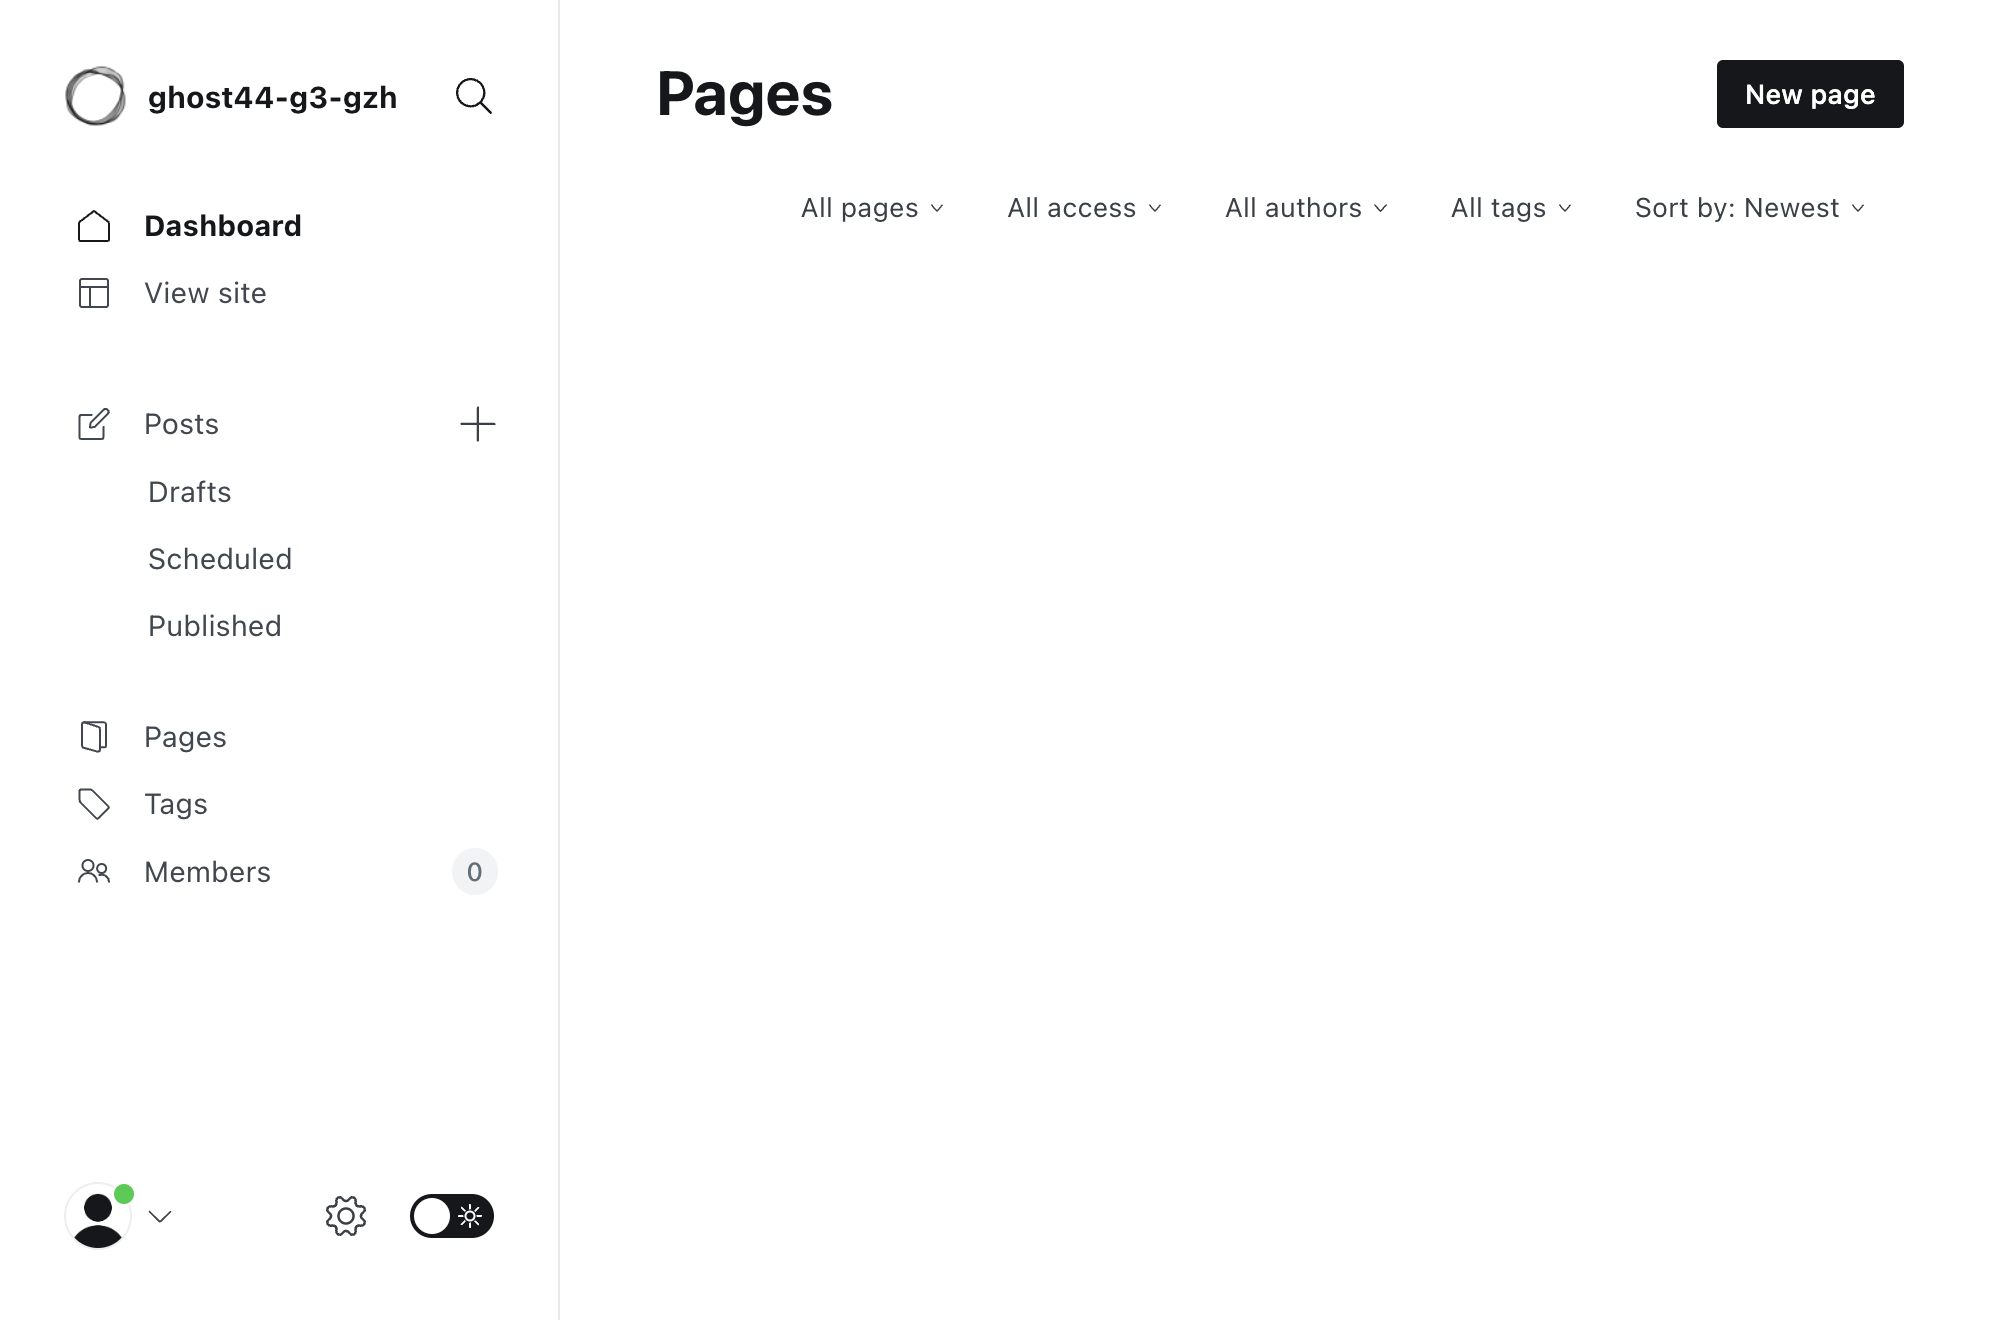 ghost44-g3-gzh
Dashboard
View site
Posts
Drafts
Scheduled
Published
Pages
Tags
Members 0
Pages
New page
All pages All access All authors All tags Sort by: Newest